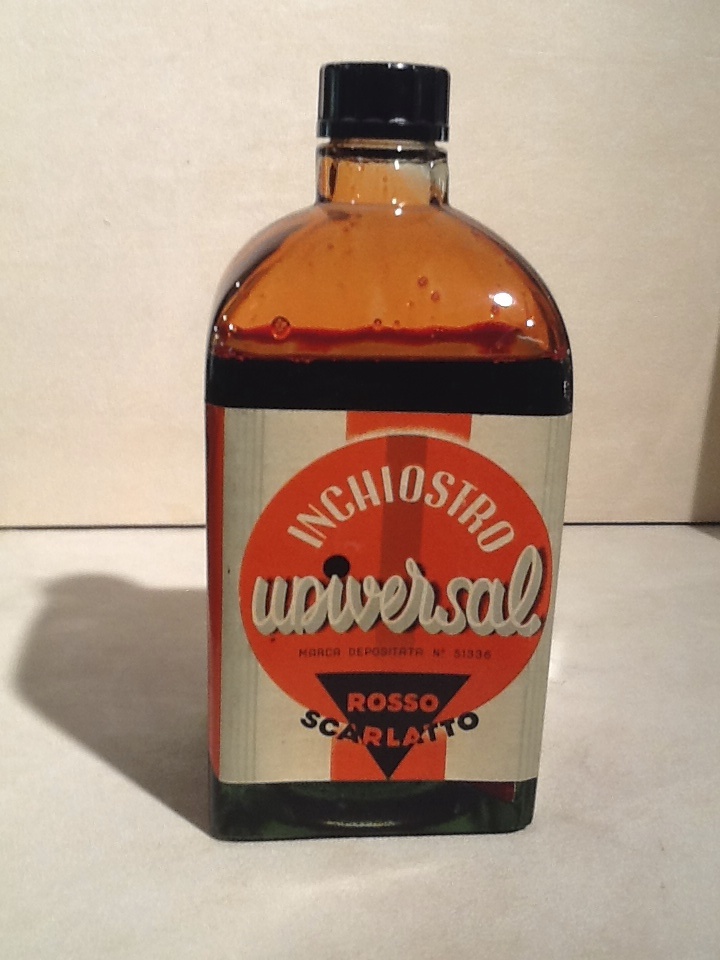 INCHIOSTRO
universal
MARCA DEPOSITATA N° 51336
ROSSO
SCARLATTO